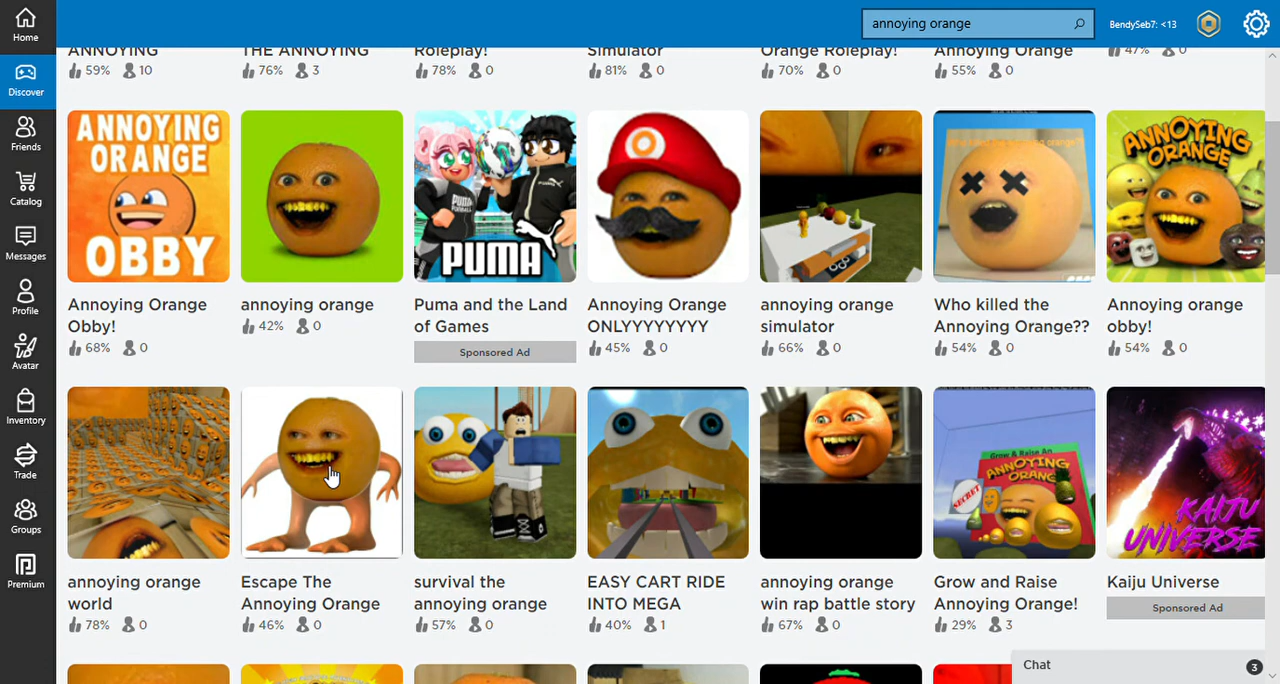 Home
annoying orange
BendySeb7: <13
Discover
Friends
Catalog
Messages
Profile
Avatar
Inventory
Trade
Groups
Premium
ANNOYING
THE ANNOYING
Roleplay!
Simulator
Orange Roleplay!
Annoying Orange
59% 10
76% 3
78% 0
81% 0
70% 0
55% 0
47% 0
ANNOYING
ORANGE
OBBY
PUMA
ANNOYING
ORANGE
Annoying Orange
Obby!
68% 0
annoying orange
42% 0
Puma and the Land
of Games
Sponsored Ad
Annoying Orange
ONLYYYYYYYY
45% 0
annoying orange
simulator
66% 0
Who killed the
Annoying Orange??
54% 0
Annoying orange
obby!
54% 0
Grow & Raise An
ANNOYING
ORANG
SECRET
KAIJU
UNIVERSE
annoying orange
world
78% 0
Escape The
Annoying Orange
46% 0
survival the
annoying orange
57% 0
EASY CART RIDE
INTO MEGA
40% 1
annoying orange
win rap battle story
67% 0
Grow and Raise
Annoying Orange!
29% 3
Kaiju Universe
Sponsored Ad
Chat
3